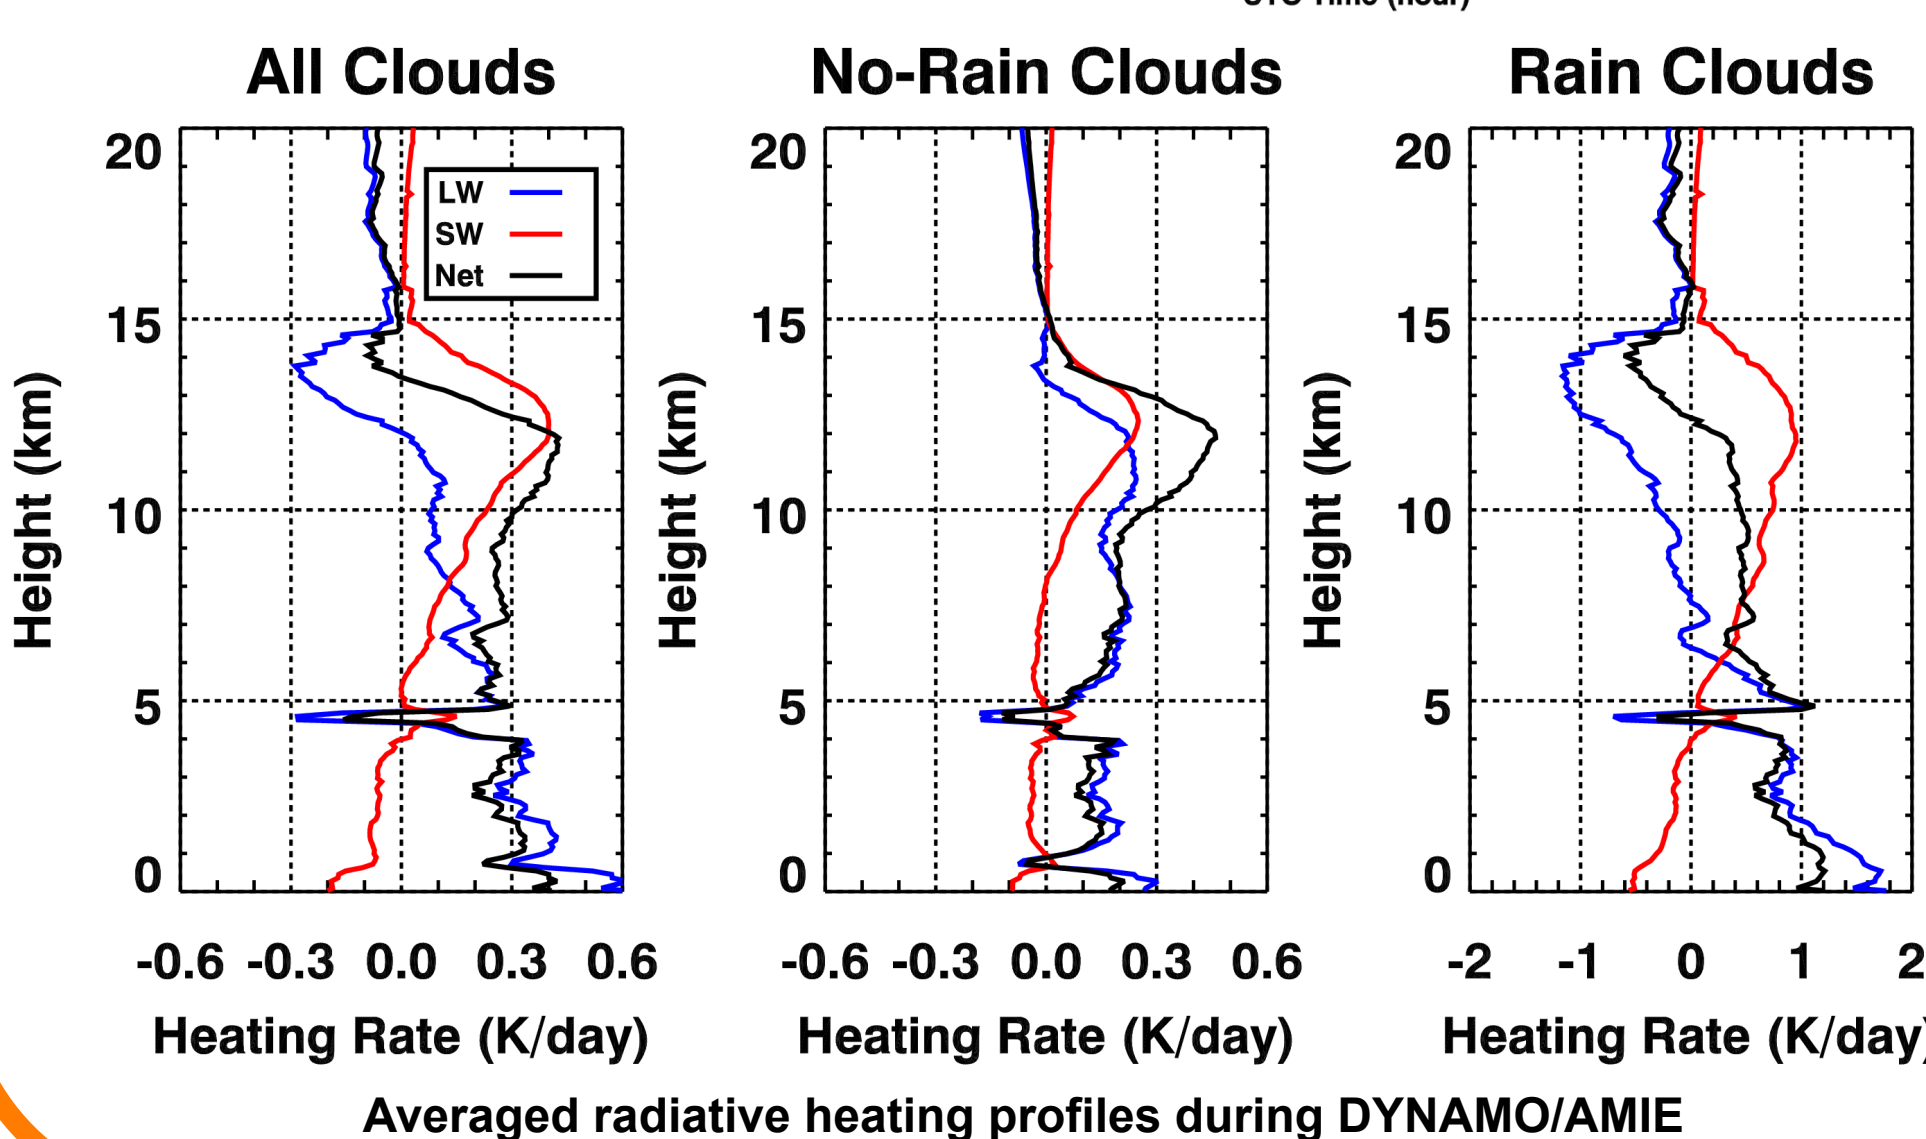 UTC Time (hour)
All Clouds No-Rain Clouds Rain Clouds
20 20 20
LW
SW
Net
15 15 15
10 10 10
5 5 5
0 0 0
Height (km) Height (km) Height (km)
-0.6 -0.3 0.0 0.3 0.6 -0.6 -0.3 0.0 0.3 0.6 -2 -1 0 1 2
Heating Rate (K/day) Heating Rate (K/day) Heating Rate (K/day)
Averaged radiative heating profiles during DYNAMO/AMIE